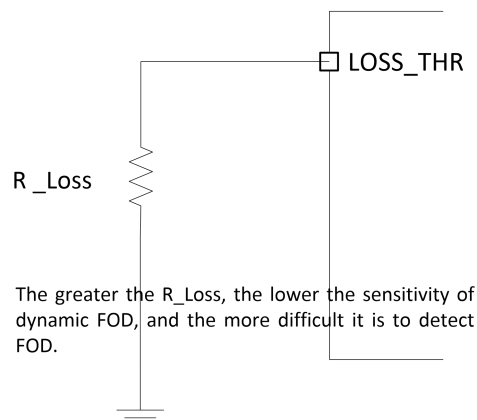 LOSS_THR
R _Loss
The greater the R_Loss, the lower the sensitivity of
dynamic FOD, and the more difficult it is to detect
FOD.